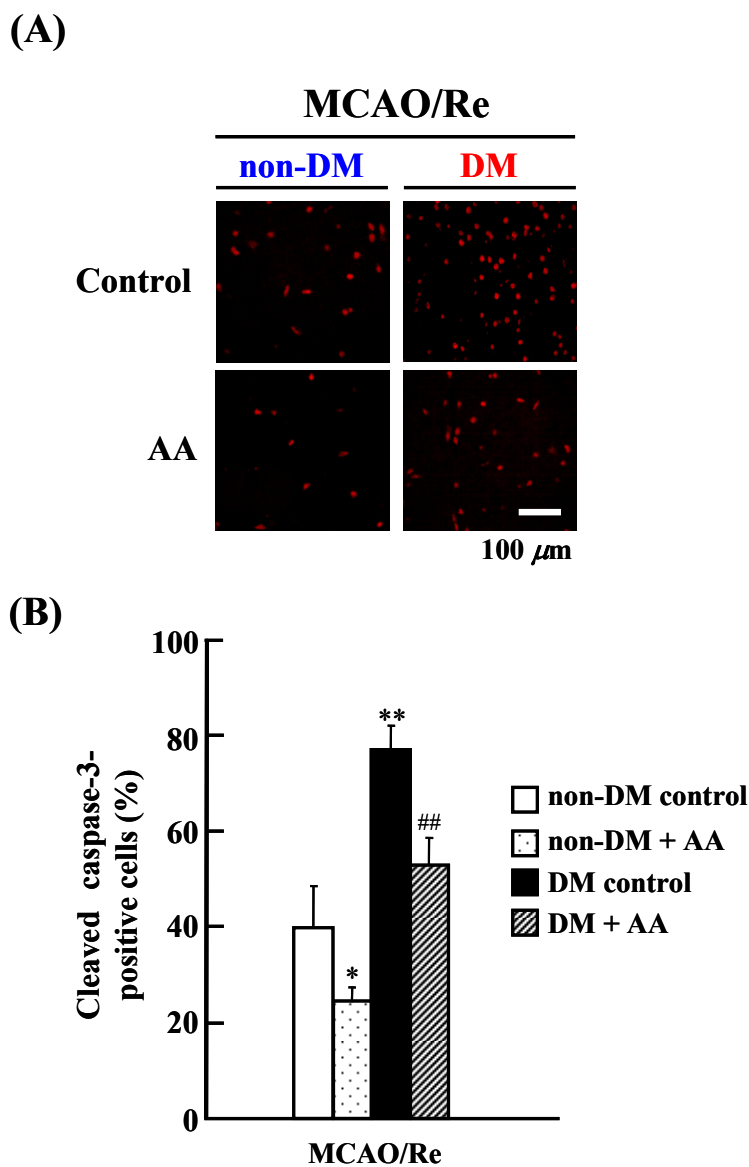 (A)
MCAO/Re
non-DM DM
Control
AA
100 μm
(B)
100
80
60
40
20
0
Cleaved caspase-3-
positive cells (%)
**
##
*
non-DM control
non-DM + AA
DM control
DM + AA
MCAO/Re